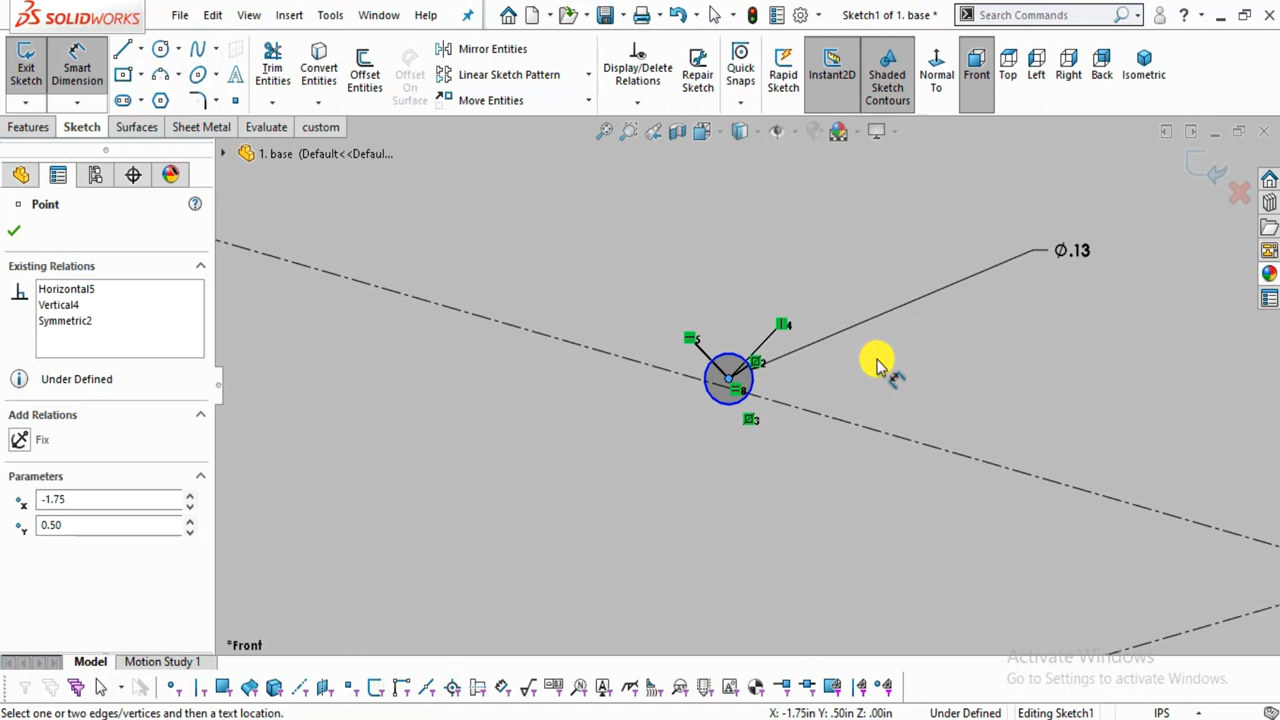 SOLIDWORKS File Edit View Insert Tools Window Help Sketch1 of 1. base * Search Commands ?
Exit Sketch Smart Dimension Trim Entities Convert Entities Offset Entities Offset On Surface Mirror Entities Linear Sketch Pattern Move Entities Display/Delete Relations Repair Sketch Quick Snaps Rapid Sketch Instant2D Shaded Sketch Contours Normal To Front Top Left Right Back Isometric
Features Sketch Surfaces Sheet Metal Evaluate custom
1. base (Default<<Defaul...
Point
Existing Relations
Horizontal5
Vertical4
Symmetric2
Under Defined
Add Relations
Fix
Parameters
-1.75
0.50
Ø.13
4
5
2
8
3
*Front
Activate Windows
Go to Settings to activate Windows.
Model Motion Study 1
Select one or two edges/vertices and then a text location. X: -1.75in Y: .50in Z: .00in Under Defined Editing Sketch1 IPS